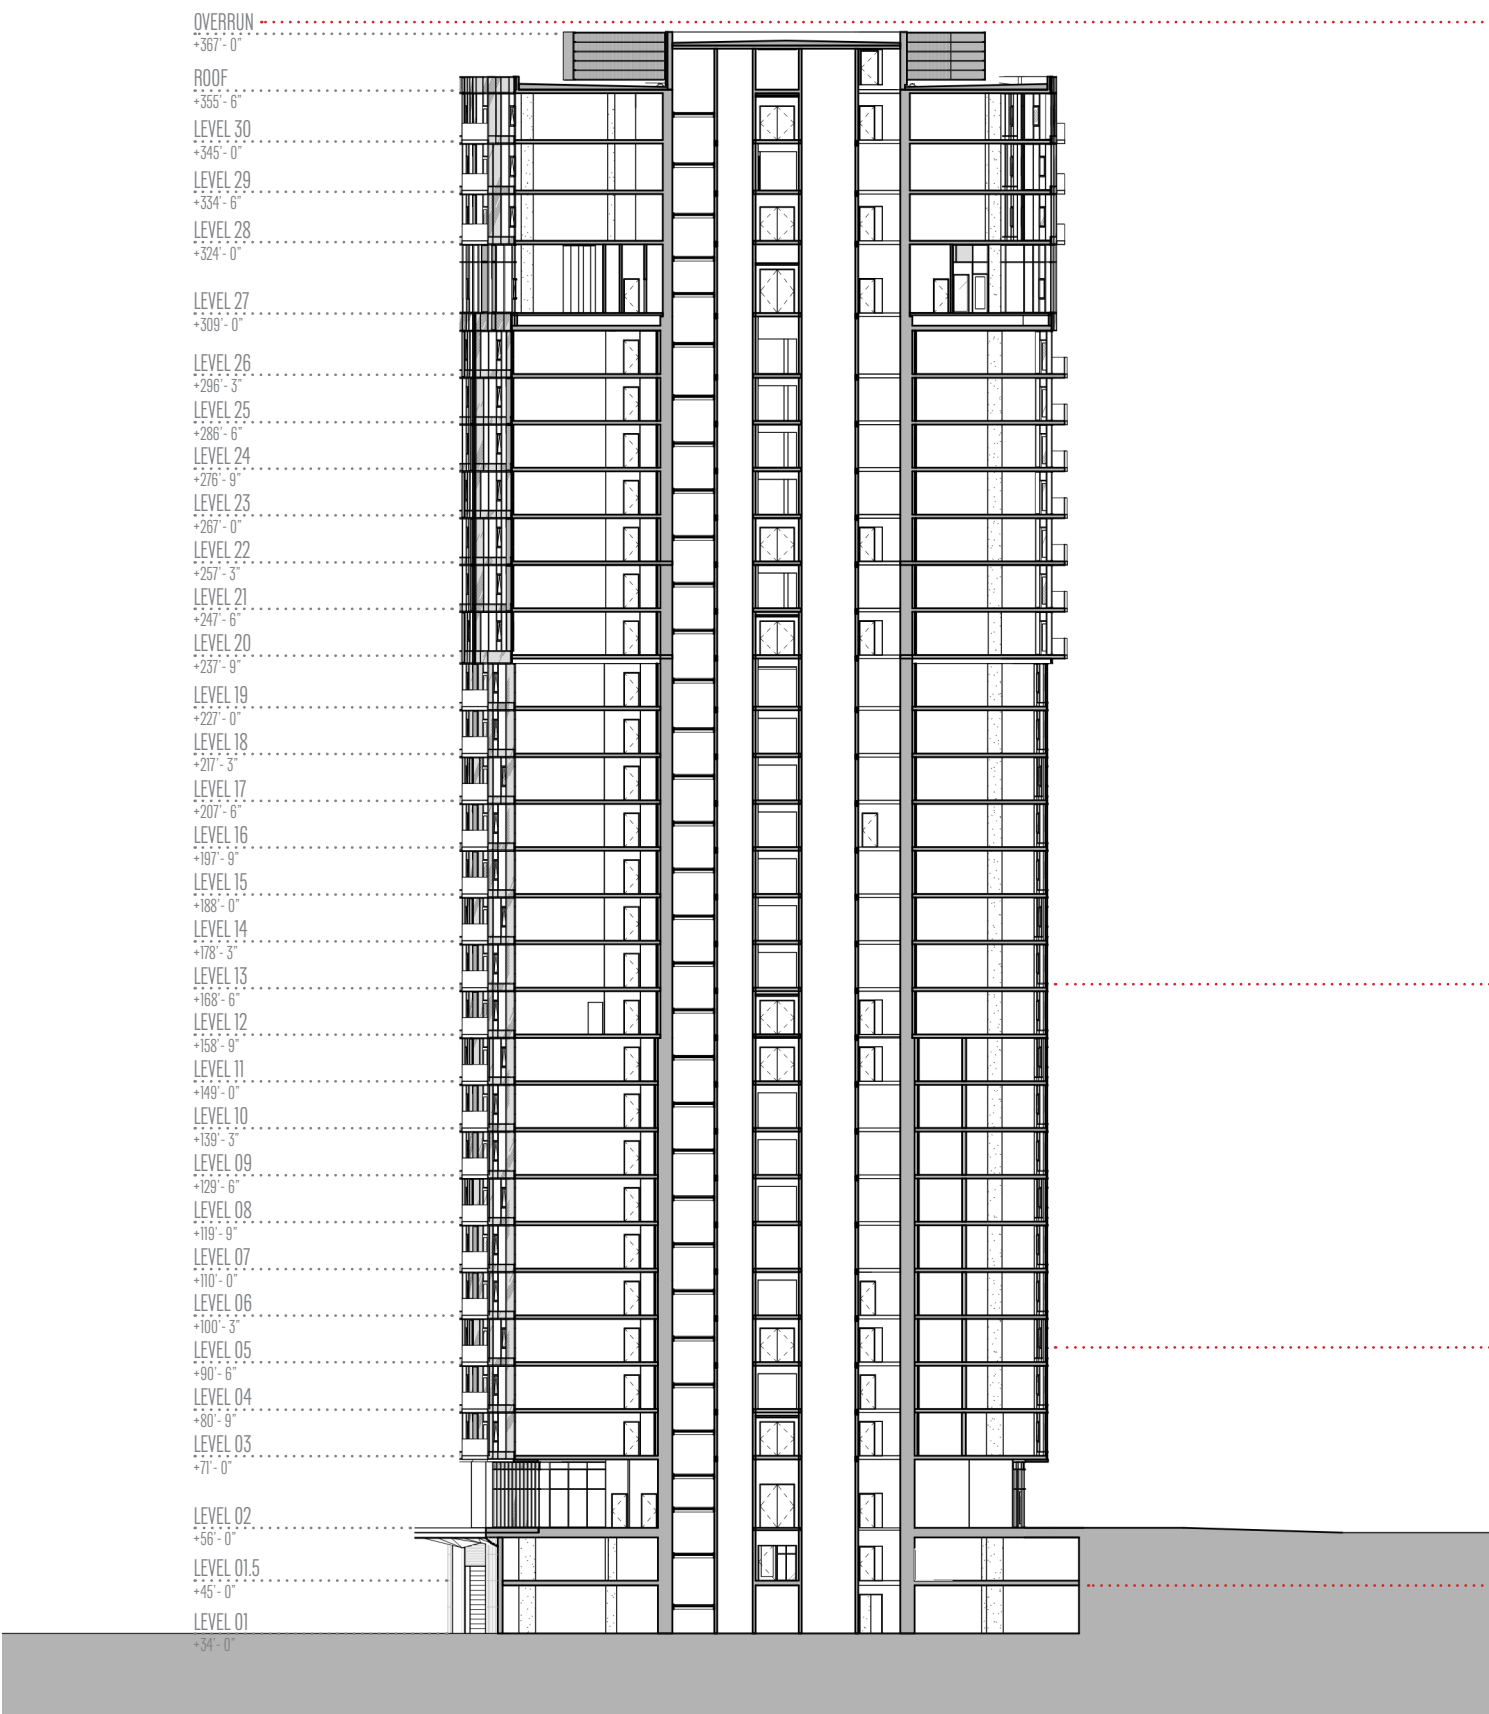 OVERRUN
+367'- 0"
ROOF
+355'- 6"
LEVEL 30
+345'- 0"
LEVEL 29
+334'- 6"
LEVEL 28
+324'- 0"
LEVEL 27
+309'- 0"
LEVEL 26
+296'- 3"
LEVEL 25
+286'- 6"
LEVEL 24
+276'- 9"
LEVEL 23
+267'- 0"
LEVEL 22
+257'- 3"
LEVEL 21
+247'- 6"
LEVEL 20
+237'- 9"
LEVEL 19
+227'- 0"
LEVEL 18
+217'- 3"
LEVEL 17
+207'- 6"
LEVEL 16
+197'- 9"
LEVEL 15
+188'- 0"
LEVEL 14
+178'- 3"
LEVEL 13
+168'- 6"
LEVEL 12
+158'- 9"
LEVEL 11
+149'- 0"
LEVEL 10
+139'- 3"
LEVEL 09
+129'- 6"
LEVEL 08
+119'- 9"
LEVEL 07
+110'- 0"
LEVEL 06
+100'- 3"
LEVEL 05
+90'- 6"
LEVEL 04
+80'- 9"
LEVEL 03
+71'- 0"
LEVEL 02
+56'- 0"
LEVEL 01.5
+45'- 0"
LEVEL 01
+34'- 0"